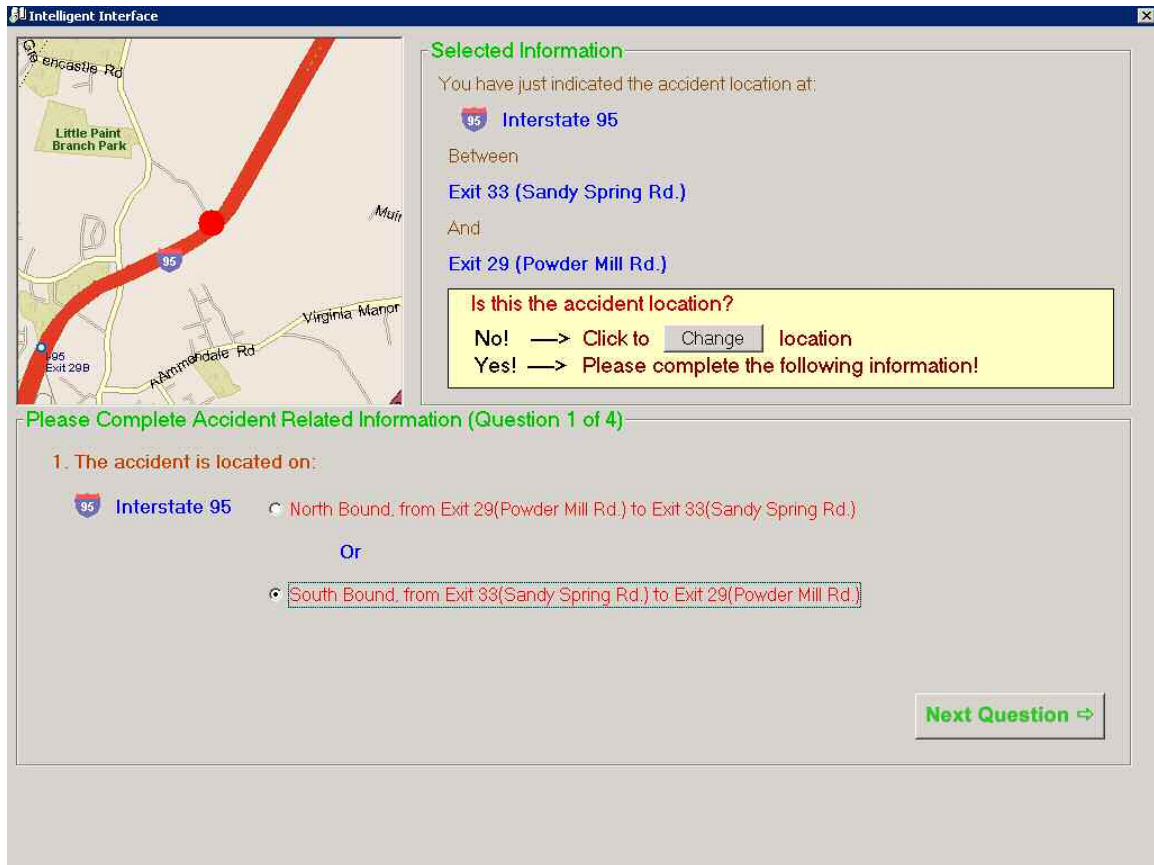 Intelligent Interface
Greencastle Rd
Little Paint
Branch Park
95
Virginia Manor
Ammendale Rd
I-95
Exit 29B
Selected Information
You have just indicated the accident location at:
95 Interstate 95
Between
Exit 33 (Sandy Spring Rd.)
And
Exit 29 (Powder Mill Rd.)
Is this the accident location?
No! —> Click to Change location
Yes! —> Please complete the following information!
Please Complete Accident Related Information (Question 1 of 4)
1. The accident is located on:
95 Interstate 95 North Bound, from Exit 29(Powder Mill Rd.) to Exit 33(Sandy Spring Rd.)
Or
South Bound, from Exit 33(Sandy Spring Rd.) to Exit 29(Powder Mill Rd.)
Next Question ⇨